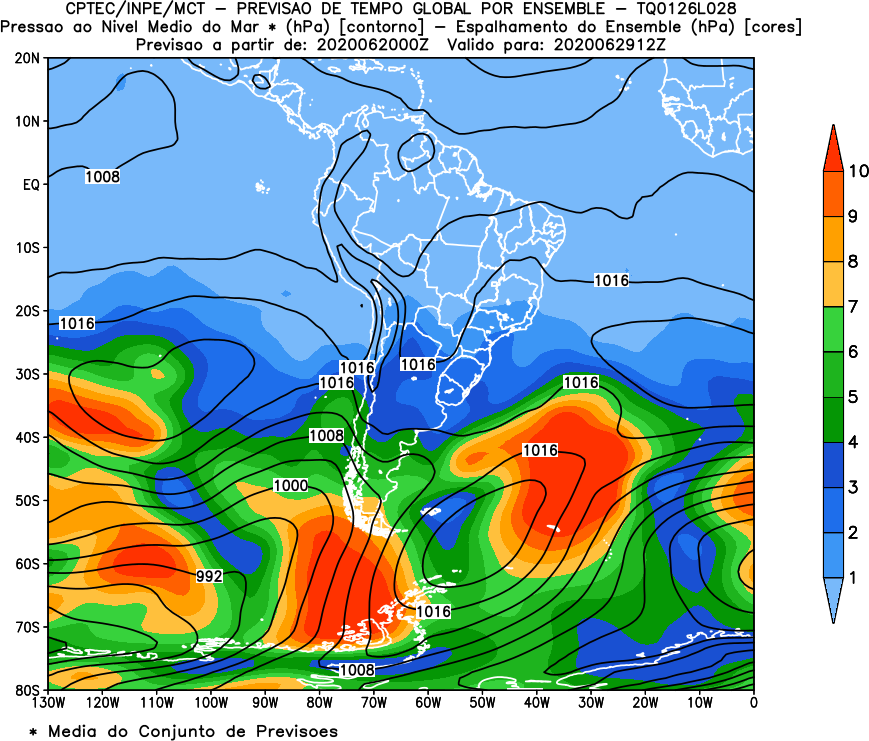 CPTEC/INPE/MCT – PREVISAO DE TEMPO GLOBAL POR ENSEMBLE – TQ0126L028
Pressao ao Nivel Medio do Mar * (hPa) [contorno] – Espalhamento do Ensemble (hPa) [cores]
Previsao a partir de: 2020062000Z Valido para: 2020062912Z
20N
10N
EQ
10S
20S
30S
40S
50S
60S
70S
80S
1008
1016
1016
1016
1016
1016
1016
1008
1016
1000
992
1016
1008
130W 120W 110W 100W 90W 80W 70W 60W 50W 40W 30W 20W 10W 0
10
9
8
7
6
5
4
3
2
1
* Media do Conjunto de Previsoes